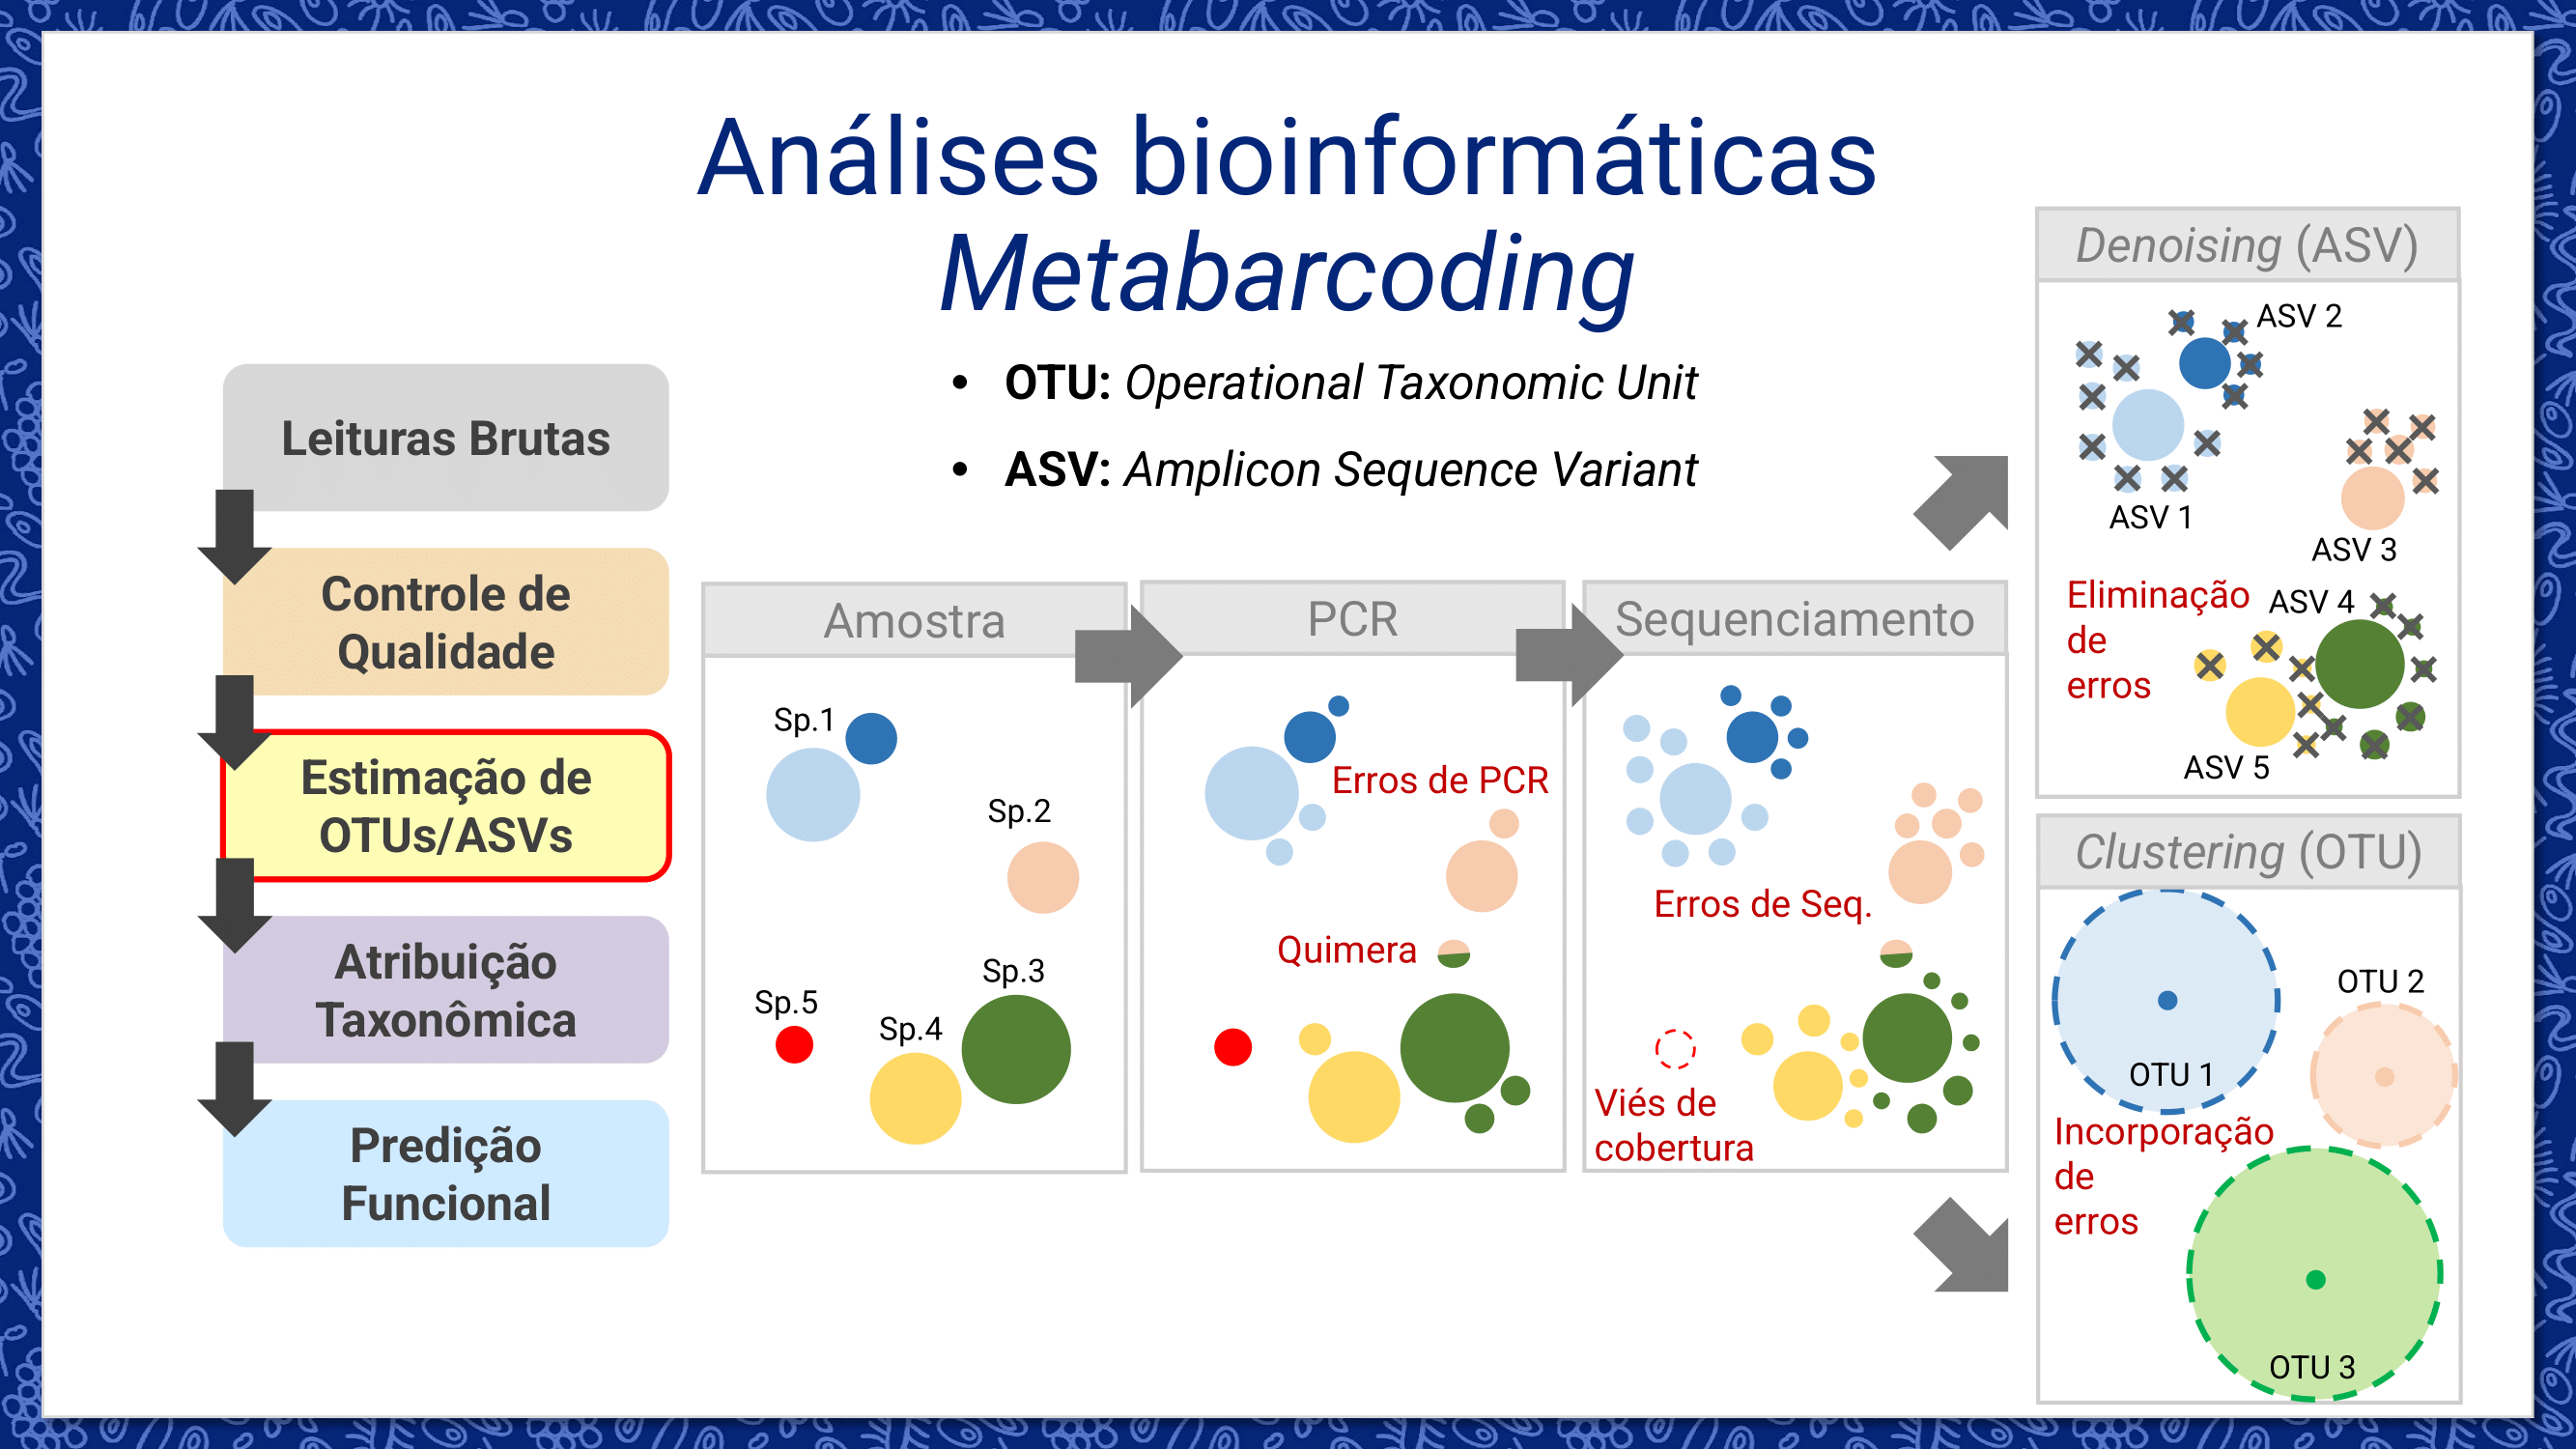 Análises bioinformáticas
Metabarcoding
• OTU: Operational Taxonomic Unit
• ASV: Amplicon Sequence Variant
Leituras Brutas
Controle de
Qualidade
Estimação de
OTUs/ASVs
Atribuição
Taxonômica
Predição
Funcional
Amostra
Sp.1
Sp.2
Sp.3
Sp.5
Sp.4
PCR
Erros de PCR
Quimera
Sequenciamento
Erros de Seq.
Viés de
cobertura
Denoising (ASV)
ASV 2
ASV 1
ASV 3
Eliminação
de
erros
ASV 4
ASV 5
Clustering (OTU)
OTU 2
OTU 1
Incorporação
de
erros
OTU 3